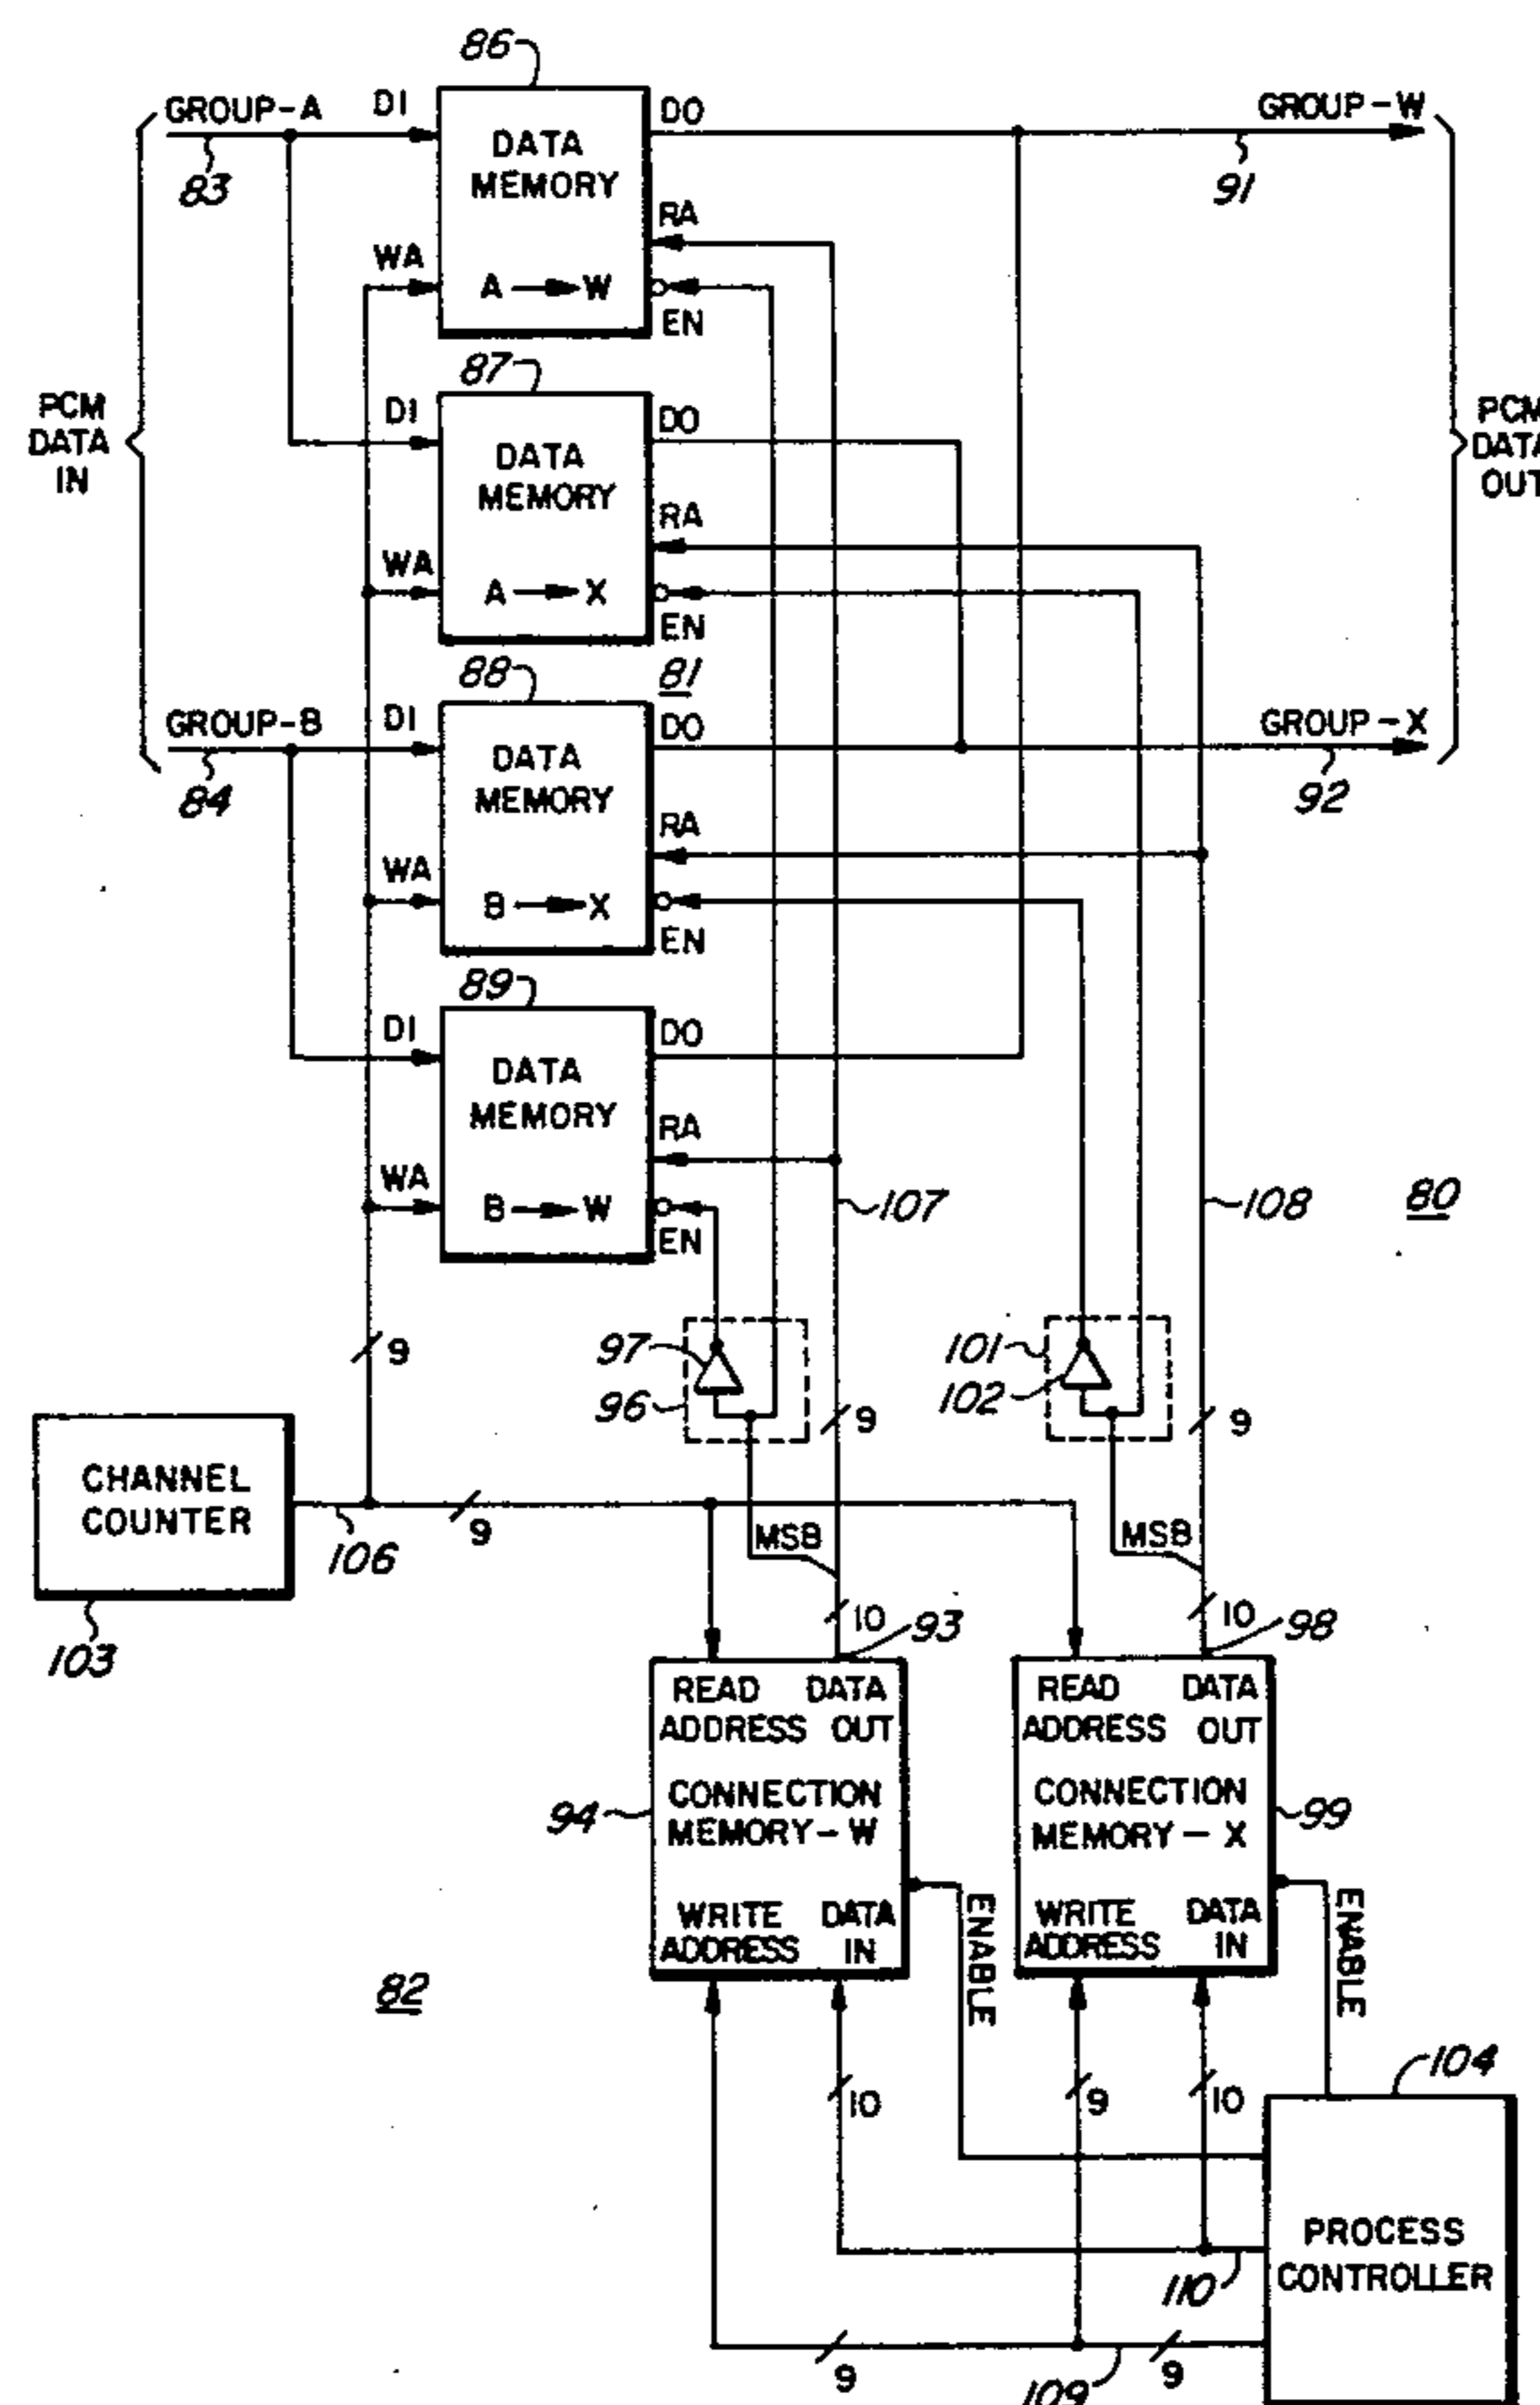 86
GROUP-A
DI
DO
GROUP-W
83
DATA
MEMORY
91
RA
WA
A
W
EN
87
PCM
DATA
IN
DI
DO
PCM
DATA
OUT
DATA
MEMORY
RA
WA
A
X
EN
88
81
GROUP-B
DI
DO
GROUP-X
84
DATA
MEMORY
92
RA
WA
B
X
EN
89
DI
DO
DATA
MEMORY
RA
WA
B
W
107
108
80
EN
9
97
101
96
9
102
9
CHANNEL
COUNTER
9
MSB
MSB
106
103
10
93
10
98
READ DATA
ADDRESS OUT
READ DATA
ADDRESS OUT
94
CONNECTION
MEMORY-W
CONNECTION
MEMORY-X
99
WRITE DATA
ADDRESS IN
WRITE DATA
ADDRESS IN
ENABLE
ENABLE
82
104
10
9
10
PROCESS
CONTROLLER
110
9
109
9